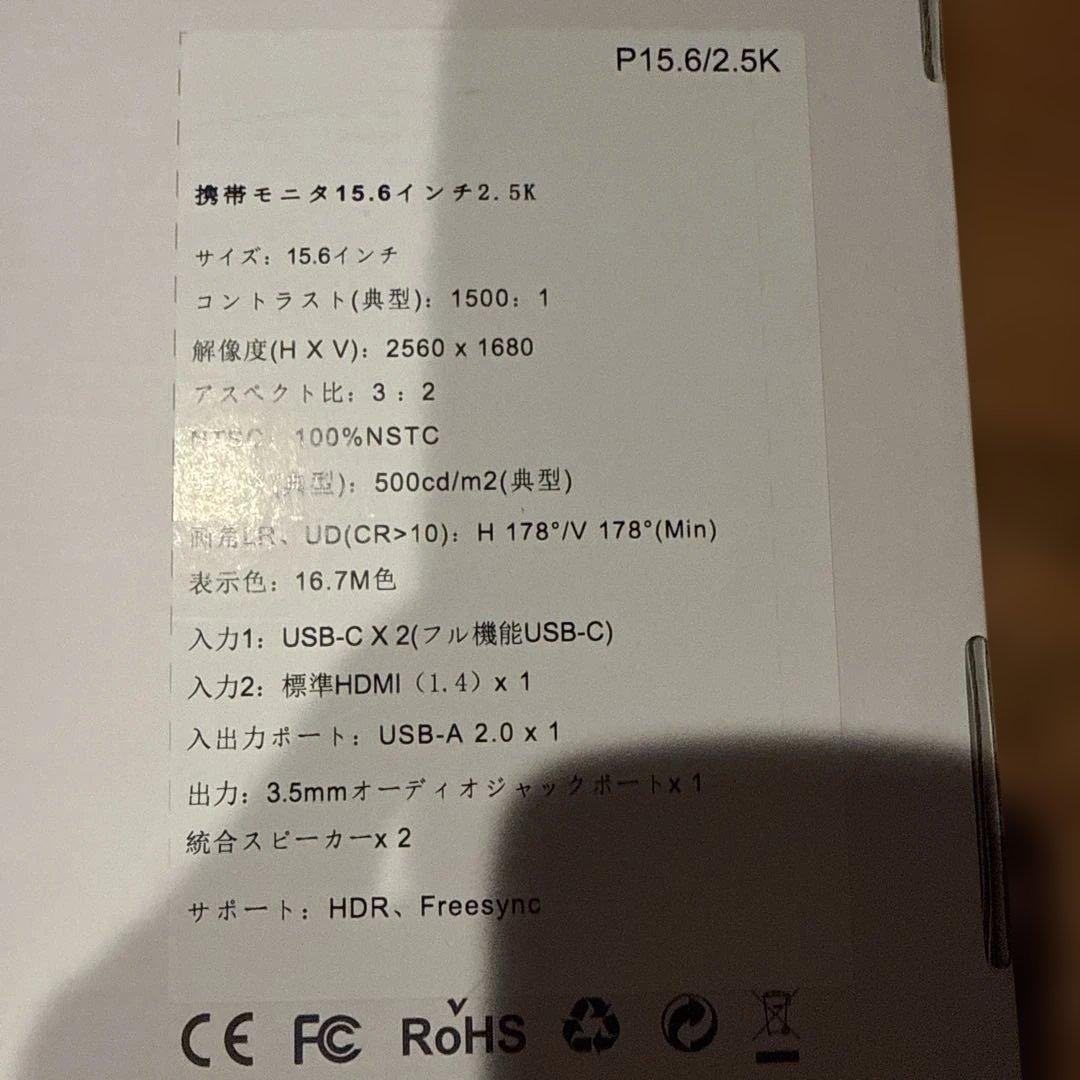 P15.6/2.5K
携帯モニタ15.6インチ2.5K
サイズ：15.6インチ
コントラスト(典型)：1500：1
解像度(H X V)：2560 x 1680
アスペクト比：3：2
NTSC 100%NSTC
(典型)：500cd/m2(典型)
両角LR、UD(CR>10)：H 178°/V 178°(Min)
表示色：16.7M色
入力1：USB-C X 2(フル機能USB-C)
入力2：標準HDMI（1.4）x 1
入出力ポート：USB-A 2.0 x 1
出力：3.5mmオーディオジャックポートx 1
統合スピーカーx 2
サポート：HDR、Freesync
CE FC RoHS